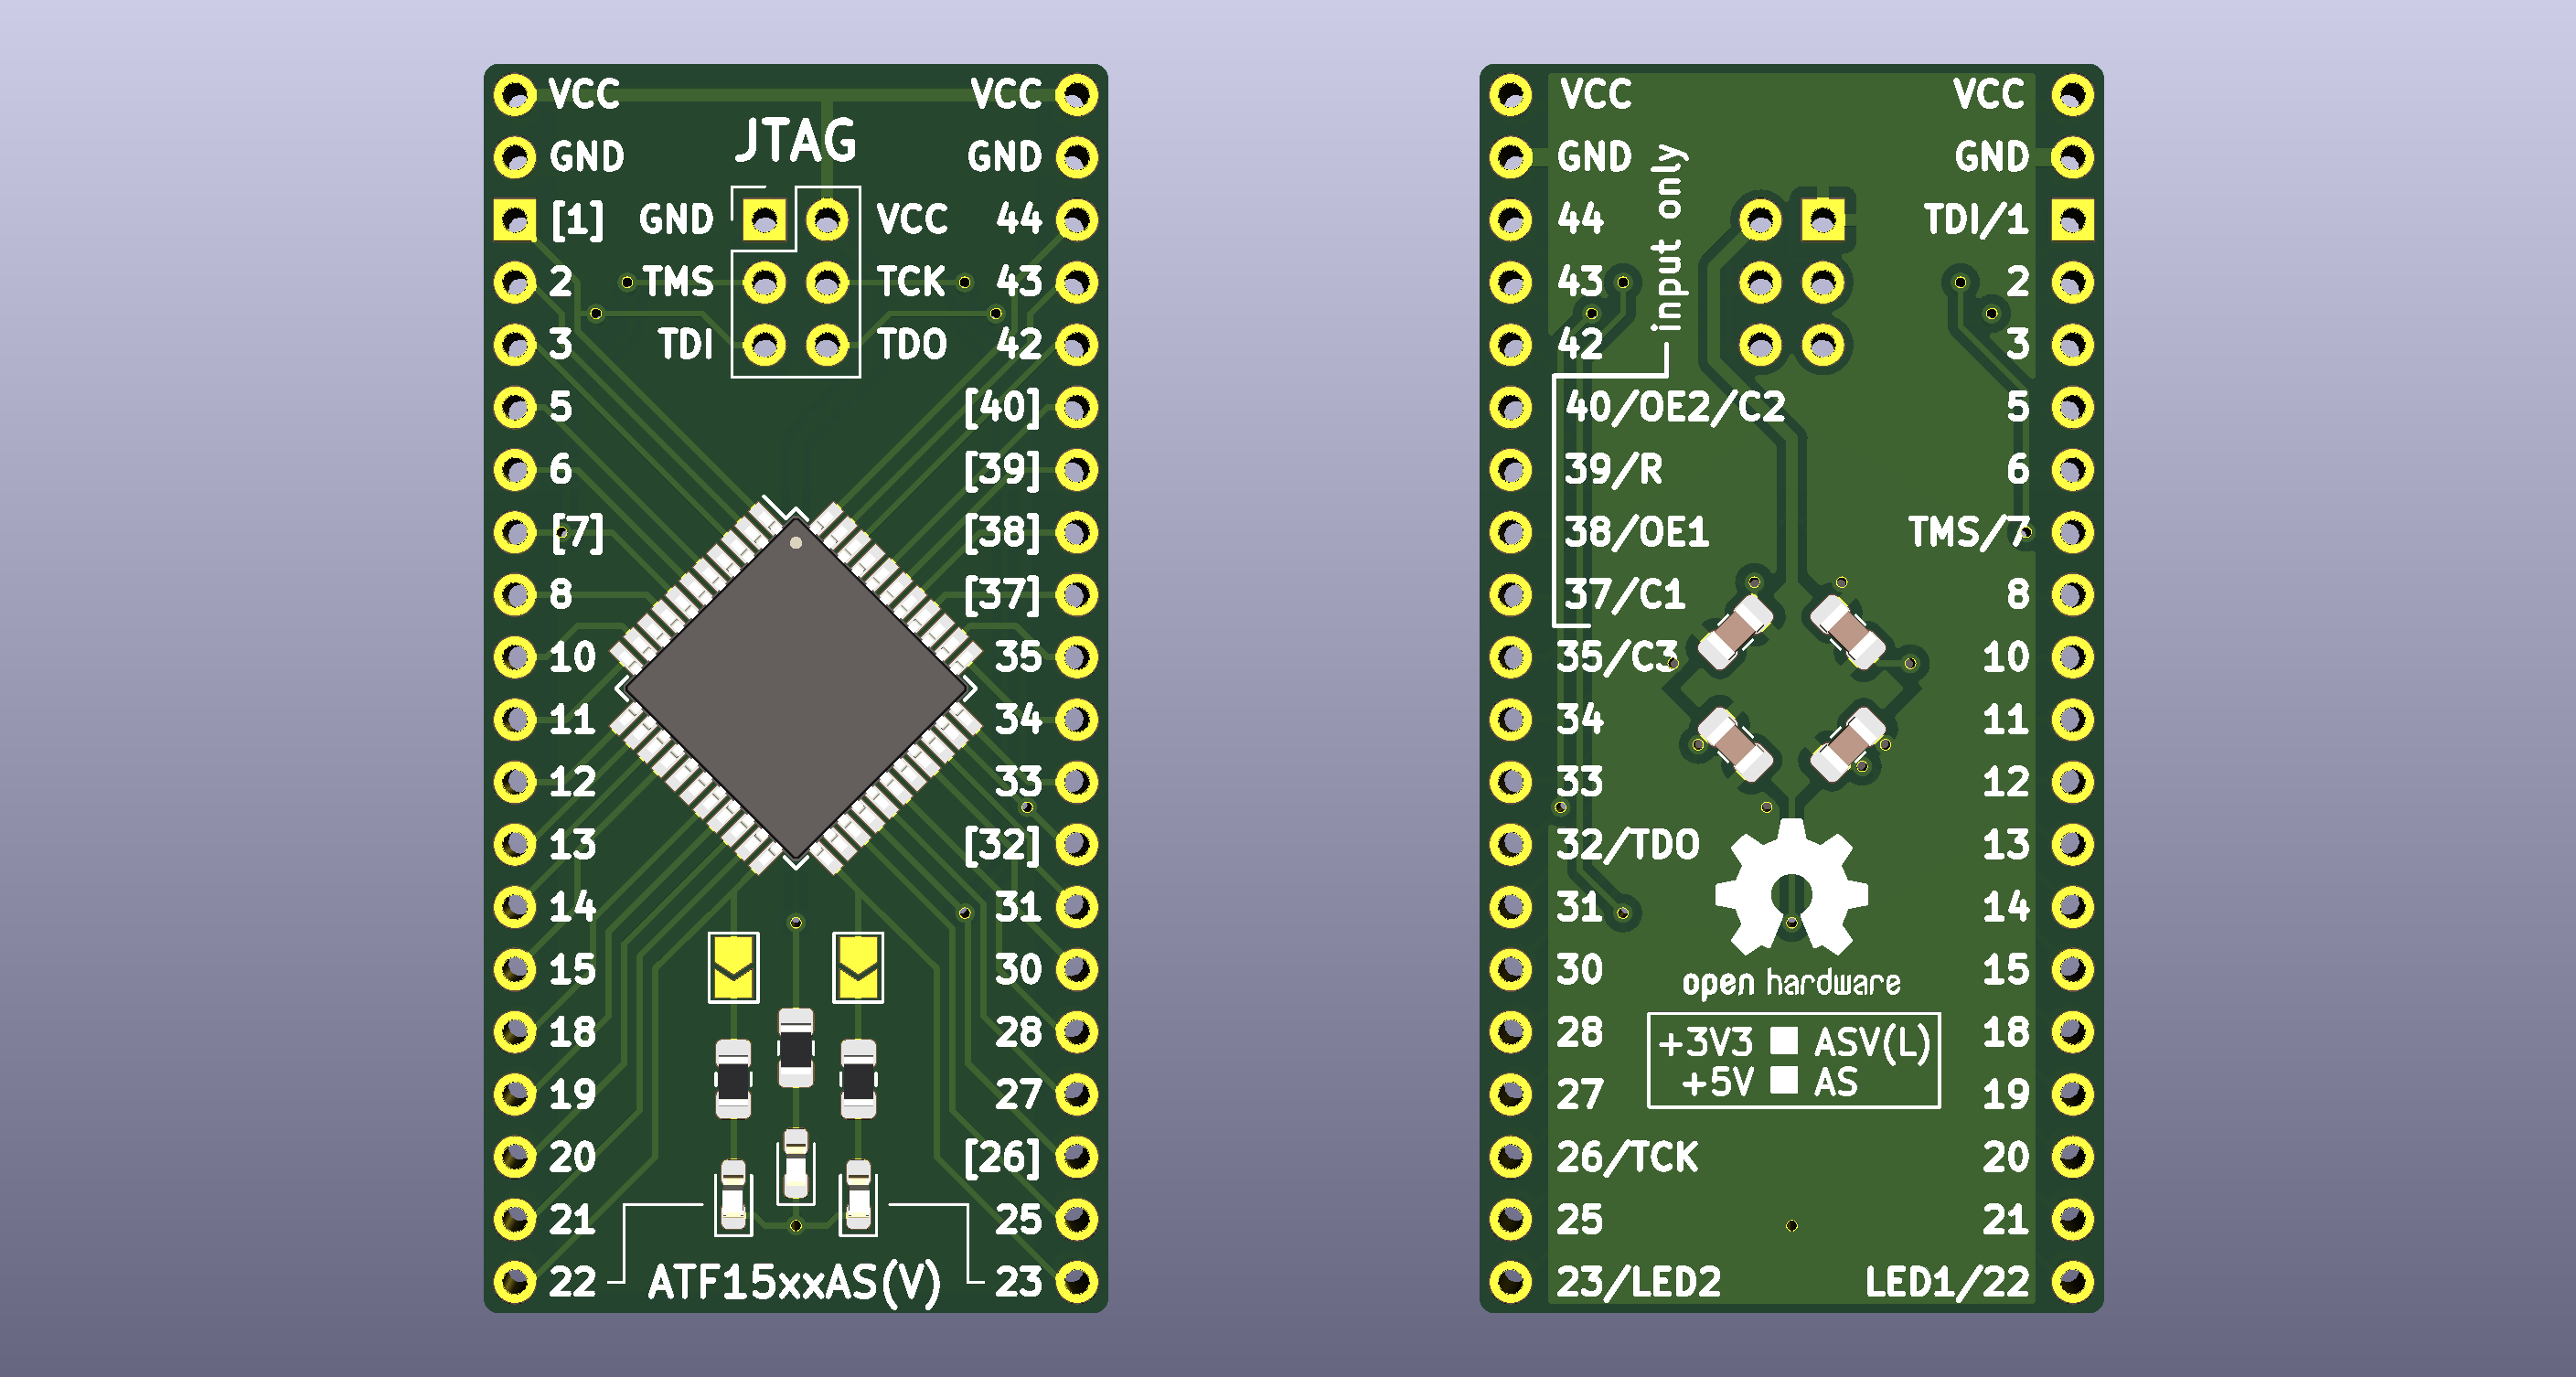 VCC VCC
JTAG
GND GND
[1] GND VCC 44
2 TMS TCK 43
3 TDI TDO 42
5 [40]
6 [39]
[7] [38]
8 [37]
10 35
11 34
12 33
13 [32]
14 31
15 30
18 28
19 27
20 [26]
21 25
22 ATF15xxAS(V) 23
VCC VCC
GND GND
input only
44 TDI/1
43 2
42 3
40/OE2/C2 5
39/R 6
38/OE1 TMS/7
37/C1 8
35/C3 10
34 11
33 12
32/TDO 13
31 14
open hardware
30 15
+3V3 ASV(L)
28 18
+5V AS
27 19
26/TCK 20
25 21
23/LED2 LED1/22